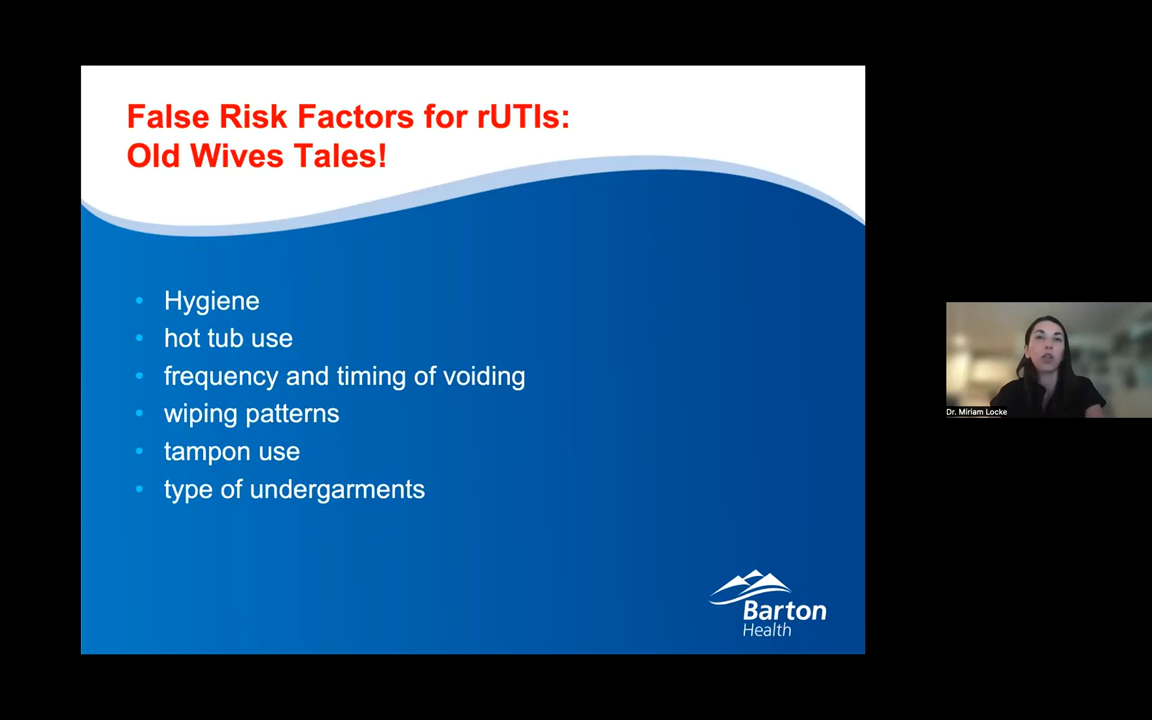 False Risk Factors for rUTIs:
Old Wives Tales!
• Hygiene
• hot tub use
• frequency and timing of voiding
• wiping patterns
• tampon use
• type of undergarments
Barton
Health
Dr. Miriam Locke